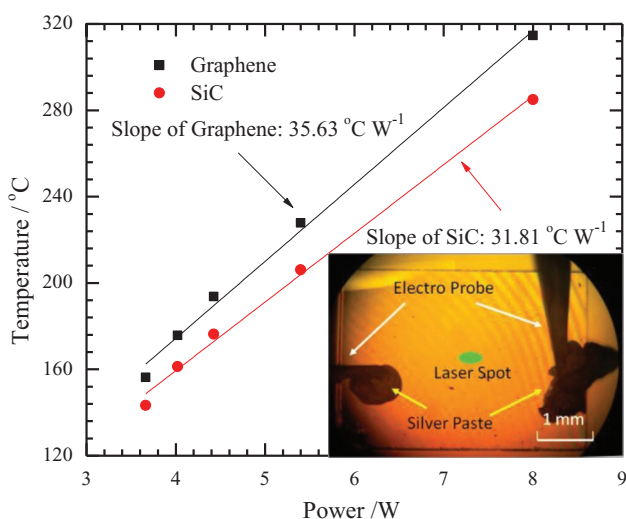 320
280
240
200
160
120
Temperature / °C
Graphene
SiC
Slope of Graphene: 35.63 °C W⁻¹
Slope of SiC: 31.81 °C W⁻¹
Electro Probe
Laser Spot
Silver Paste
1 mm
3 4 5 6 7 8 9
Power /W